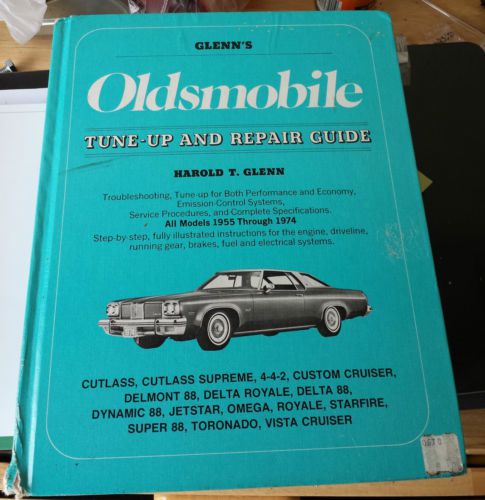 GLENN'S
Oldsmobile
TUNE-UP AND REPAIR GUIDE
HAROLD T. GLENN
Troubleshooting, Tune-up for Both Performance and Economy,
Emission Control Systems,
Service Procedures, and Complete Specifications.
All Models 1955 Through 1974
Step-by-step, fully illustrated instructions for the engine, driveline,
running gear, brakes, fuel and electrical systems.
CUTLASS, CUTLASS SUPREME, 4-4-2, CUSTOM CRUISER,
DELMONT 88, DELTA ROYALE, DELTA 88,
DYNAMIC 88, JETSTAR, OMEGA, ROYALE, STARFIRE,
SUPER 88, TORONADO, VISTA CRUISER